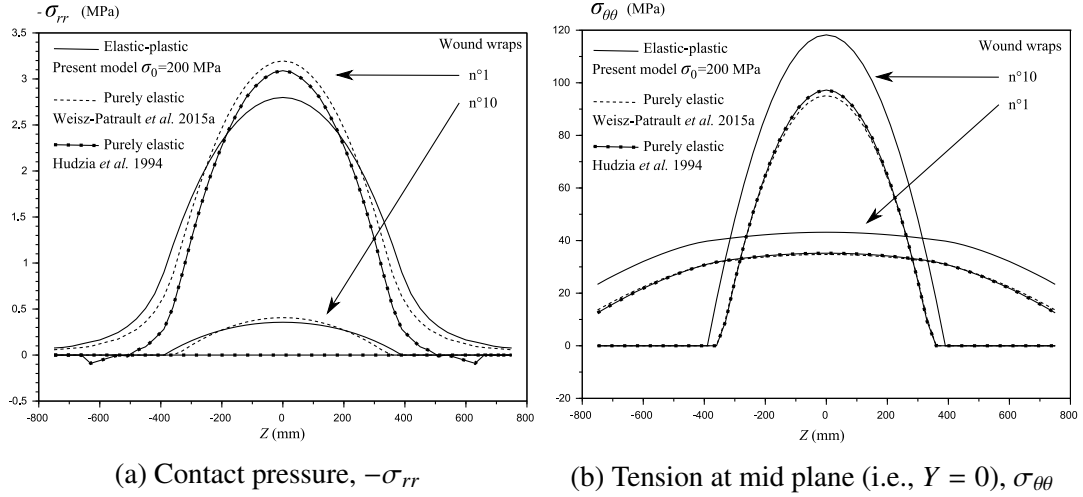 -σrr (MPa)
3.5
3
2.5
2
1.5
1
0.5
0
-0.5
-800 -600 -400 -200 0 200 400 600 800
Z (mm)
Elastic-plastic
Present model σ0=200 MPa
Purely elastic
Weisz-Patrault et al. 2015a
Purely elastic
Hudzia et al. 1994
Wound wraps
n°1
n°10
(a) Contact pressure, −σrr
σθθ (MPa)
120
100
80
60
40
20
0
-20
-800 -600 -400 -200 0 200 400 600 800
Z (mm)
Elastic-plastic
Present model σ0=200 MPa
Purely elastic
Weisz-Patrault et al. 2015a
Purely elastic
Hudzia et al. 1994
Wound wraps
n°10
n°1
(b) Tension at mid plane (i.e., Y = 0), σθθ